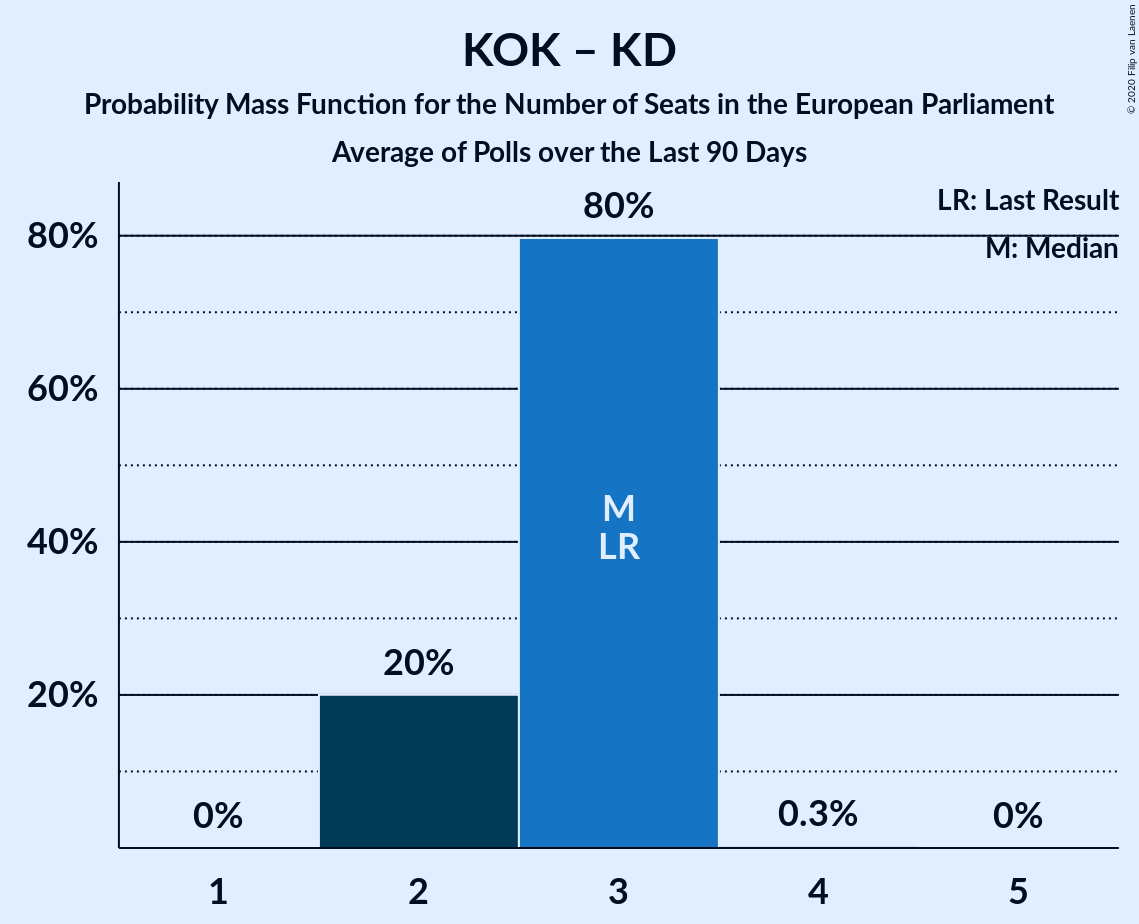 KOK – KD
Probability Mass Function for the Number of Seats in the European Parliament
Average of Polls over the Last 90 Days
© 2020 Filip van Laenen
LR: Last Result
M: Median
80%
60%
40%
20%
0%
20%
80%
M
LR
0.3%
0%
1
2
3
4
5